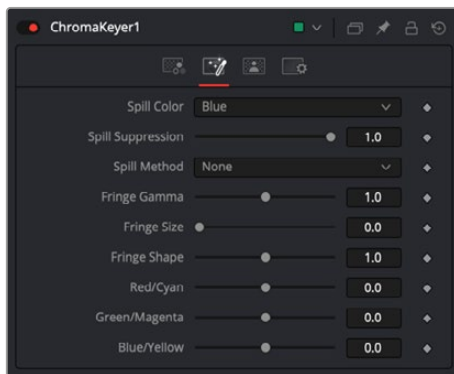 ChromaKeyer1
Spill Color Blue
Spill Suppression 1.0
Spill Method None
Fringe Gamma 1.0
Fringe Size 0.0
Fringe Shape 1.0
Red/Cyan 0.0
Green/Magenta 0.0
Blue/Yellow 0.0